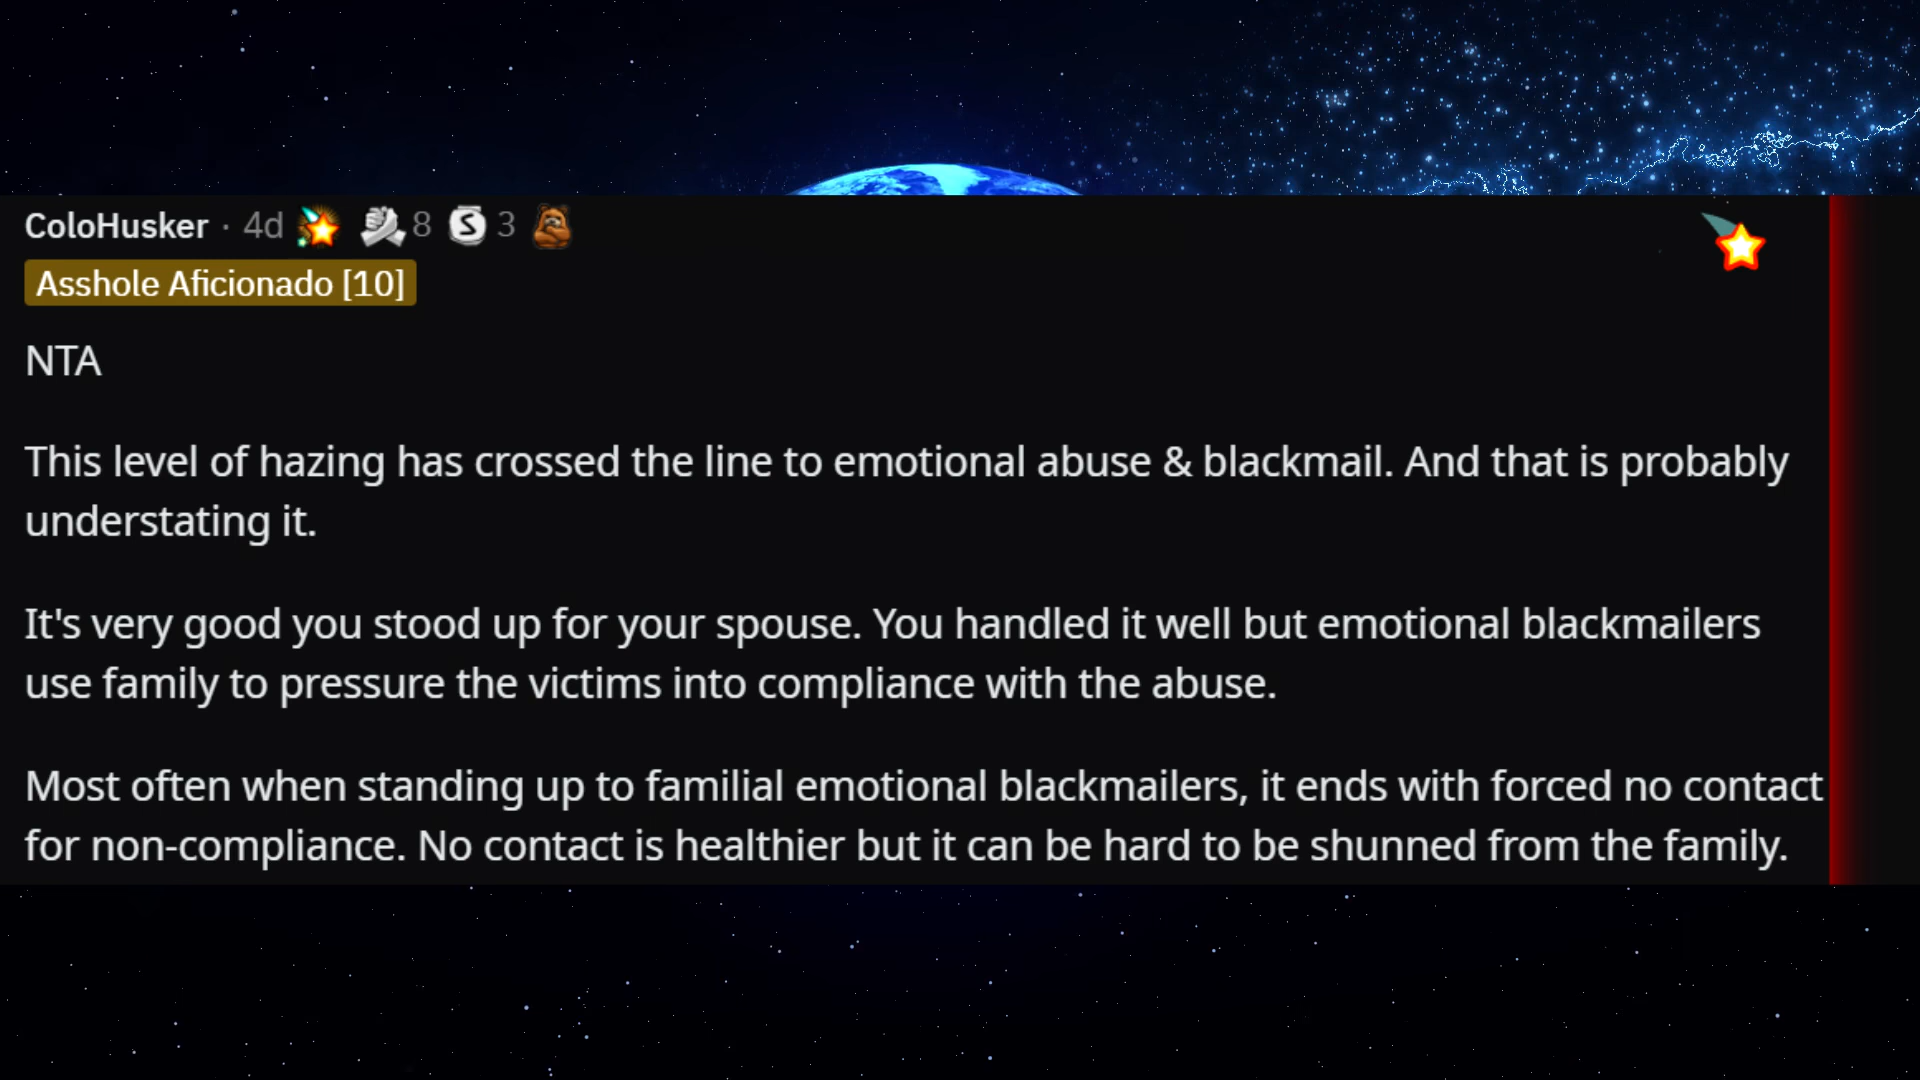 ColoHusker · 4d 8 S 3
Asshole Aficionado [10]
NTA
This level of hazing has crossed the line to emotional abuse & blackmail. And that is probably
understating it.
It's very good you stood up for your spouse. You handled it well but emotional blackmailers
use family to pressure the victims into compliance with the abuse.
Most often when standing up to familial emotional blackmailers, it ends with forced no contact
for non-compliance. No contact is healthier but it can be hard to be shunned from the family.